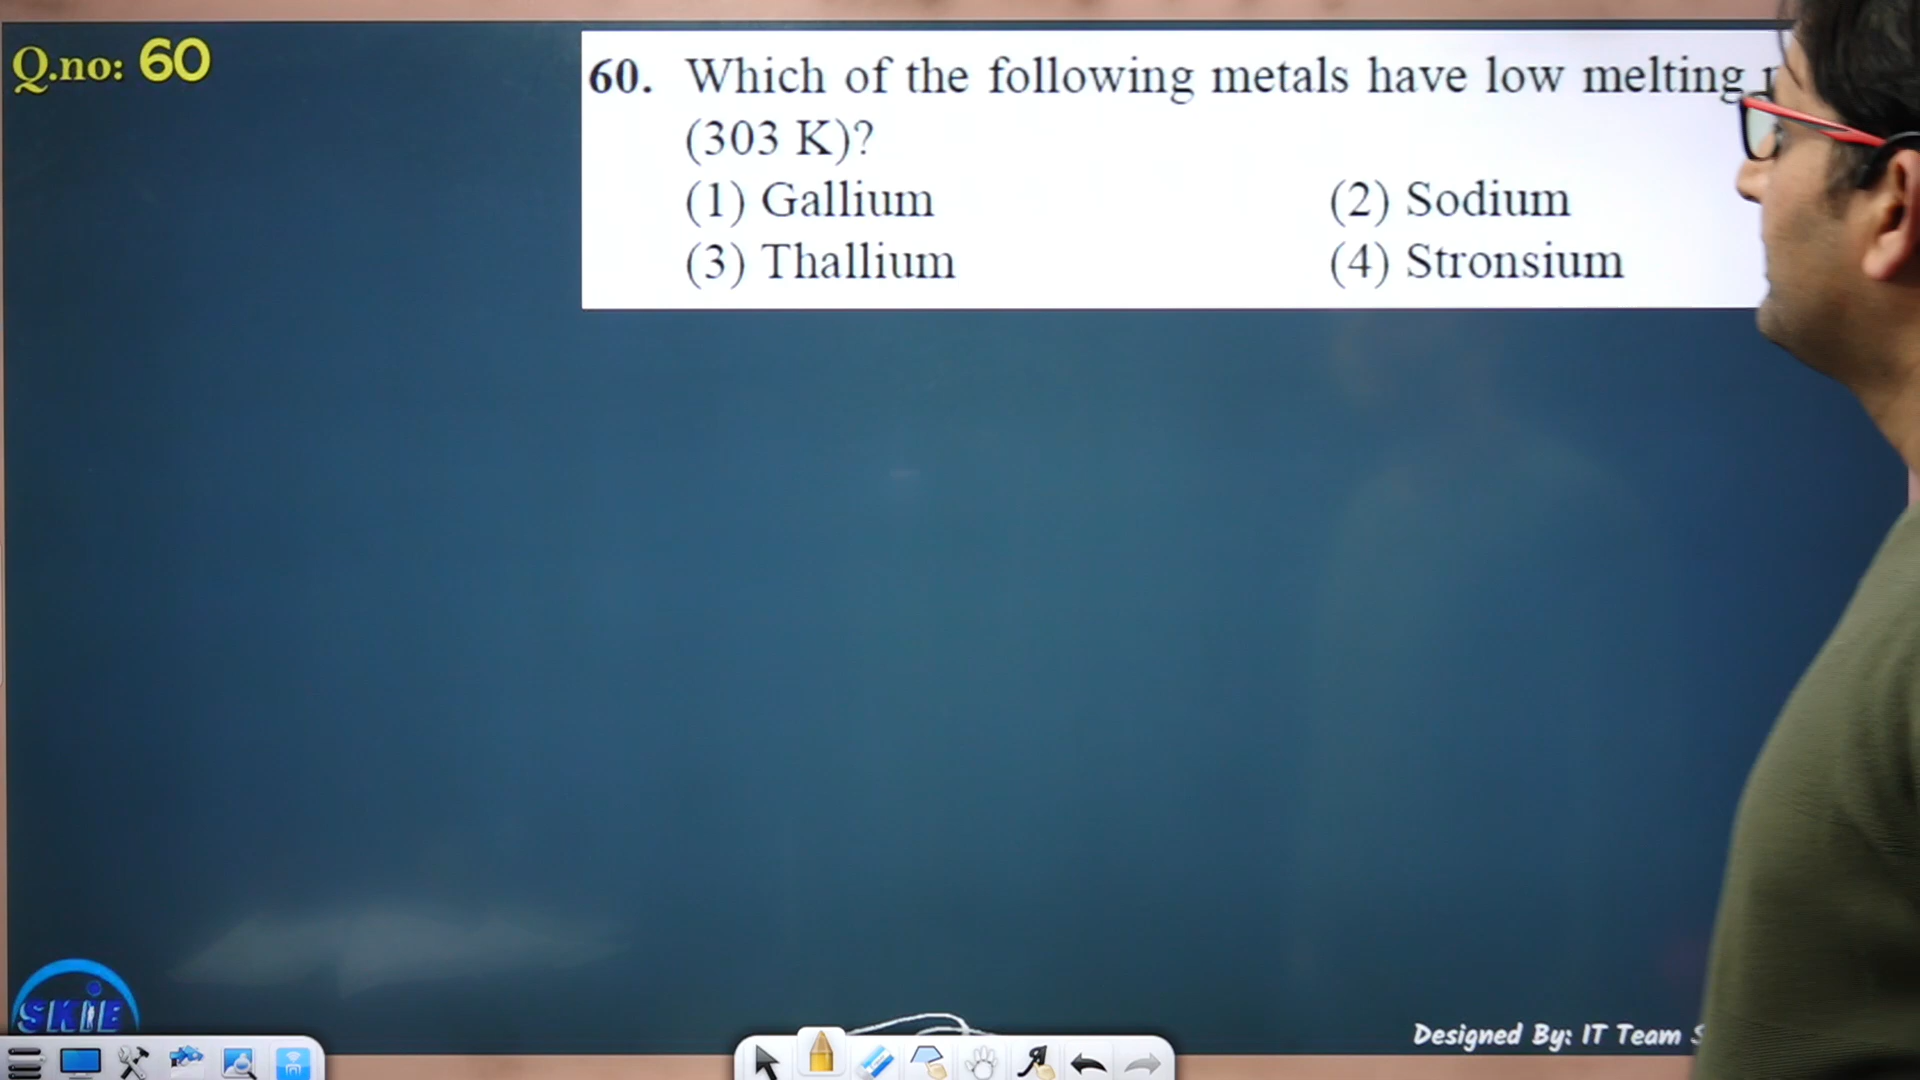 Q.no: 60
60. Which of the following metals have low melting
(303 K)?
(1) Gallium (2) Sodium
(3) Thallium (4) Stronsium
SKIE
Designed By: IT Team S